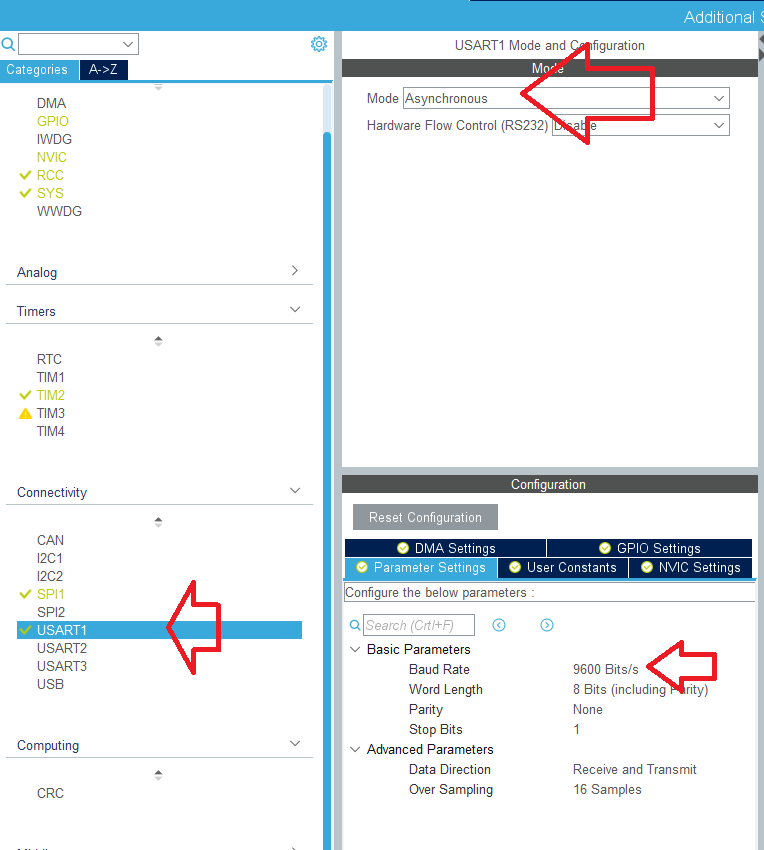 Additional S
Categories
A->Z
DMA
GPIO
IWDG
NVIC
RCC
SYS
WWDG
Analog
Timers
RTC
TIM1
TIM2
TIM3
TIM4
Connectivity
CAN
I2C1
I2C2
SPI1
SPI2
USART1
USART2
USART3
USB
Computing
CRC
USART1 Mode and Configuration
Mode
Mode Asynchronous
Hardware Flow Control (RS232) Disable
Configuration
Reset Configuration
DMA Settings
GPIO Settings
Parameter Settings
User Constants
NVIC Settings
Configure the below parameters :
Search (Crtl+F)
Basic Parameters
Baud Rate 9600 Bits/s
Word Length 8 Bits (including Parity)
Parity None
Stop Bits 1
Advanced Parameters
Data Direction Receive and Transmit
Over Sampling 16 Samples